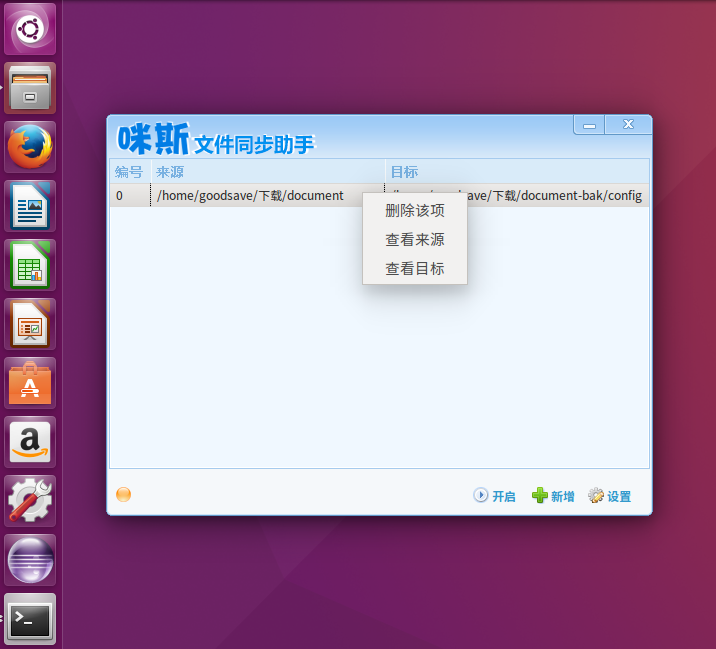 咪斯 文件同步助手
编号 来源 目标
0 /home/goodsave/下载/document /下载/document-bak/config
删除该项
查看来源
查看目标
开启 新增 设置